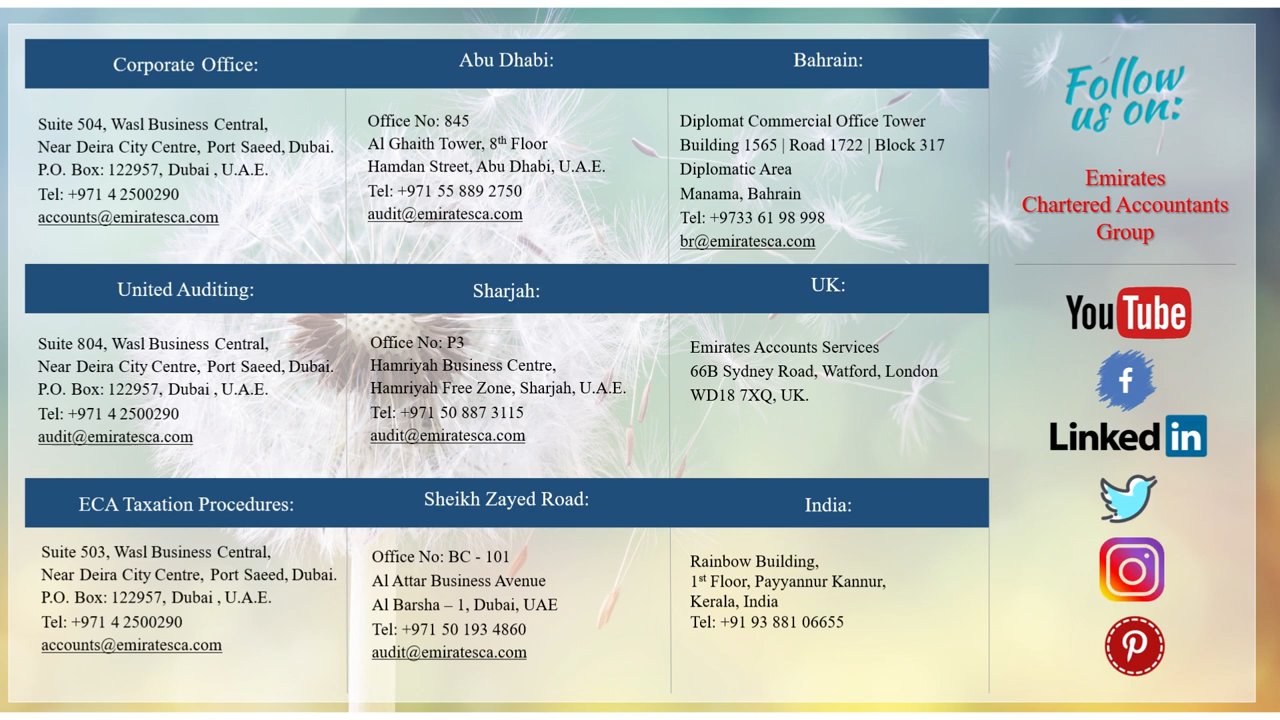 Corporate Office:
Suite 504, Wasl Business Central,
Near Deira City Centre, Port Saeed, Dubai.
P.O. Box: 122957, Dubai , U.A.E.
Tel: +971 4 2500290
accounts@emiratesca.com
Abu Dhabi:
Office No: 845
Al Ghaith Tower, 8th Floor
Hamdan Street, Abu Dhabi, U.A.E.
Tel: +971 55 889 2750
audit@emiratesca.com
Bahrain:
Diplomat Commercial Office Tower
Building 1565 | Road 1722 | Block 317
Diplomatic Area
Manama, Bahrain
Tel: +9733 61 98 998
br@emiratesca.com
United Auditing:
Suite 804, Wasl Business Central,
Near Deira City Centre, Port Saeed, Dubai.
P.O. Box: 122957, Dubai , U.A.E.
Tel: +971 4 2500290
audit@emiratesca.com
Sharjah:
Office No: P3
Hamriyah Business Centre,
Hamriyah Free Zone, Sharjah, U.A.E.
Tel: +971 50 887 3115
audit@emiratesca.com
UK:
Emirates Accounts Services
66B Sydney Road, Watford, London
WD18 7XQ, UK.
ECA Taxation Procedures:
Suite 503, Wasl Business Central,
Near Deira City Centre, Port Saeed, Dubai.
P.O. Box: 122957, Dubai , U.A.E.
Tel: +971 4 2500290
accounts@emiratesca.com
Sheikh Zayed Road:
Office No: BC - 101
Al Attar Business Avenue
Al Barsha – 1, Dubai, UAE
Tel: +971 50 193 4860
audit@emiratesca.com
India:
Rainbow Building,
1st Floor, Payyannur Kannur,
Kerala, India
Tel: +91 93 881 06655
Follow
us on:
Emirates
Chartered Accountants
Group
YouTube
f
Linked in